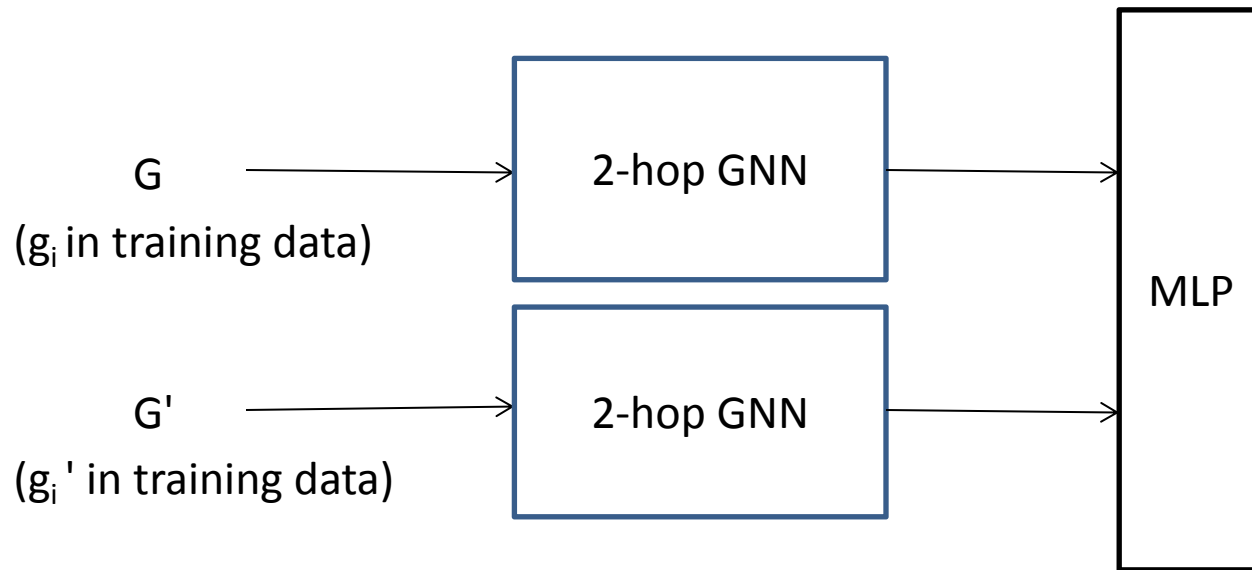 G
(gi in training data)
2-hop GNN
G'
(gi ' in training data)
2-hop GNN
MLP